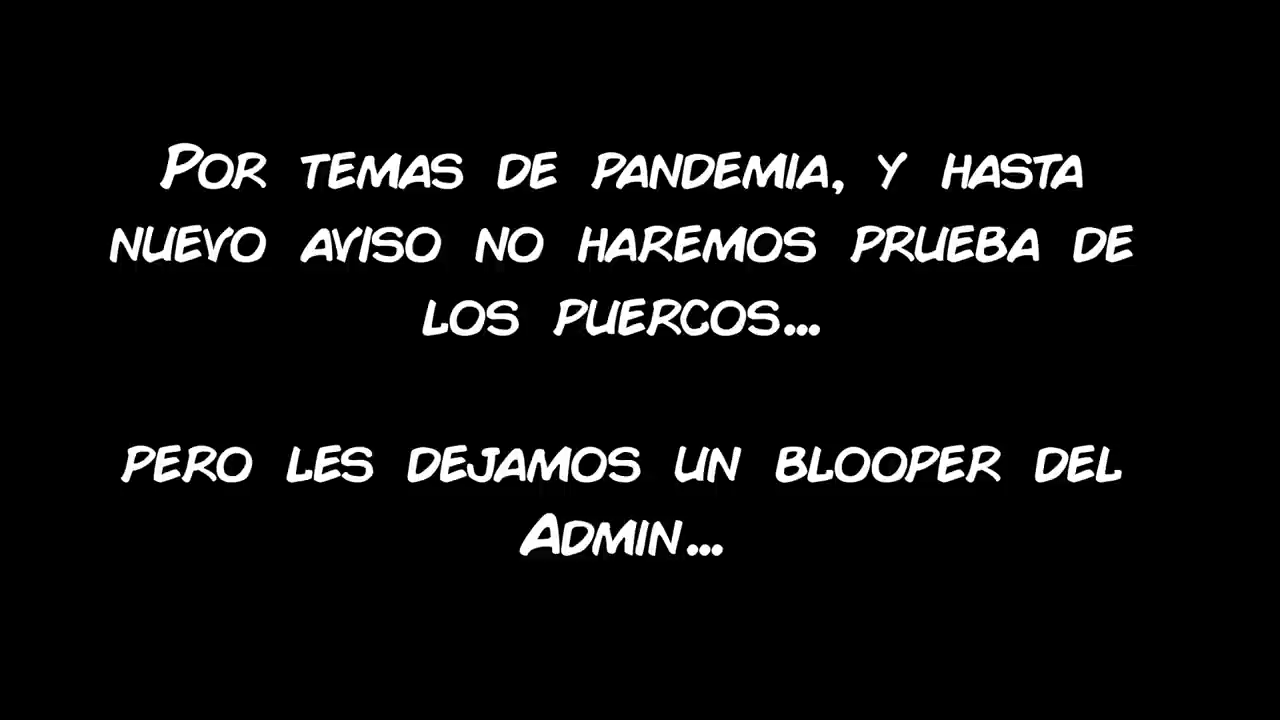 Por temas de pandemia, y hasta
nuevo aviso no haremos prueba de
los puercos...
pero les dejamos un blooper del
Admin...